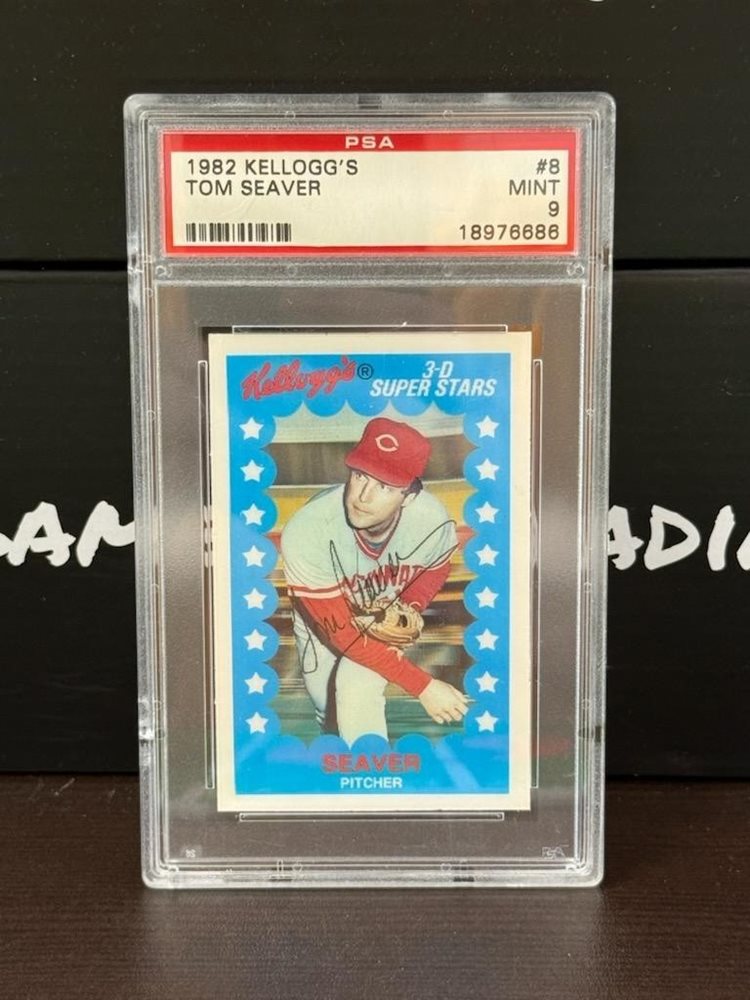 PSA
1982 KELLOGG'S #8
TOM SEAVER MINT
9
18976686
Kellogg's® 3-D
SUPER STARS
SEAVER
PITCHER